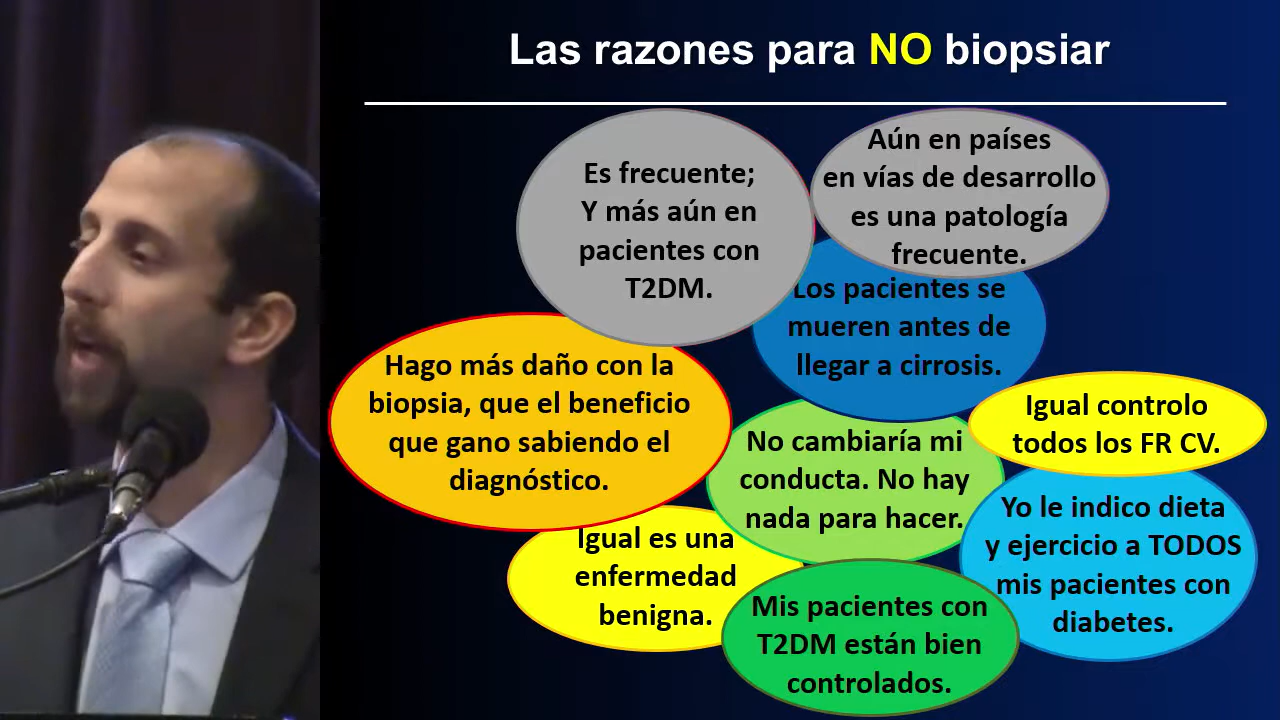 Las razones para NO biopsiar
Es frecuente;
Y más aún en
pacientes con
T2DM.
Aún en países
en vías de desarrollo
es una patología
frecuente.
Los pacientes se
mueren antes de
llegar a cirrosis.
Hago más daño con la
biopsia, que el beneficio
que gano sabiendo el
diagnóstico.
Igual controlo
todos los FR CV.
No cambiaría mi
conducta. No hay
nada para hacer.
Yo le indico dieta
y ejercicio a TODOS
mis pacientes con
diabetes.
Igual es una
enfermedad
benigna.
Mis pacientes con
T2DM están bien
controlados.